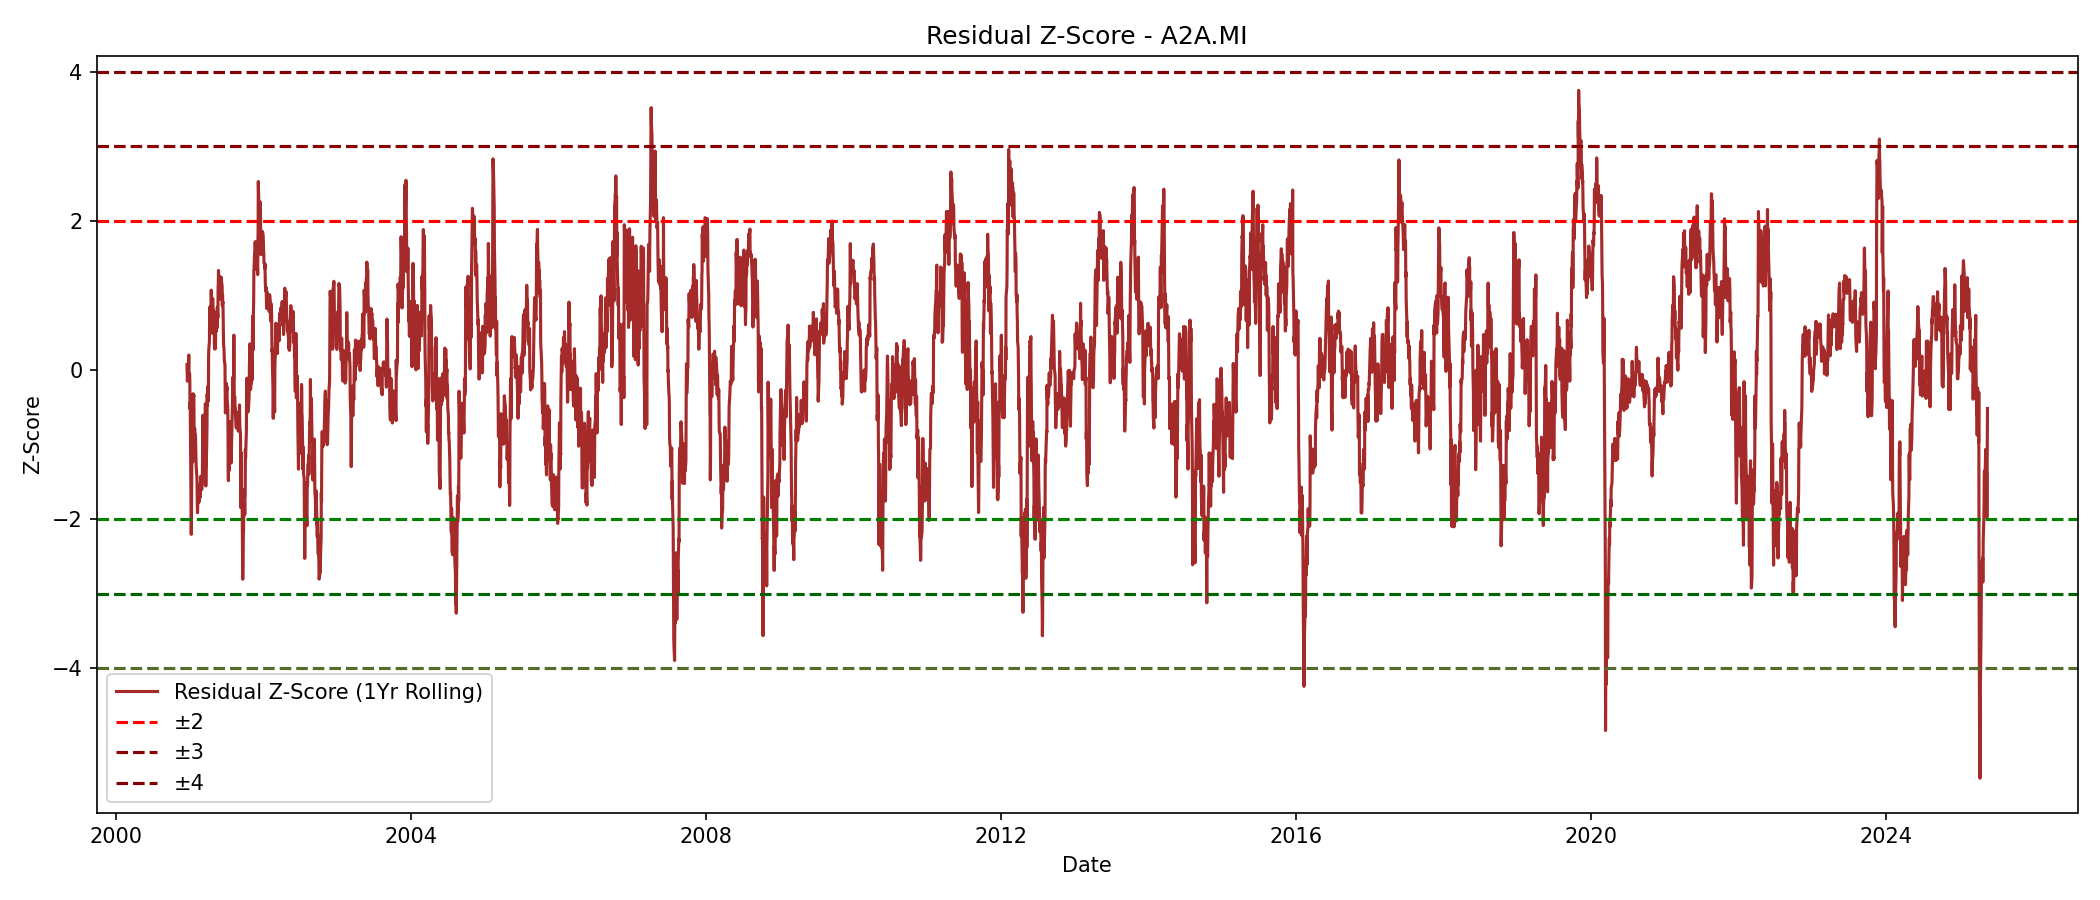 Residual Z-Score - A2A.MI
4
3
2
0
−2
−4
Z-Score
Residual Z-Score (1Yr Rolling)
±2
±3
±4
2000 2004 2008 2012 2016 2020 2024
Date